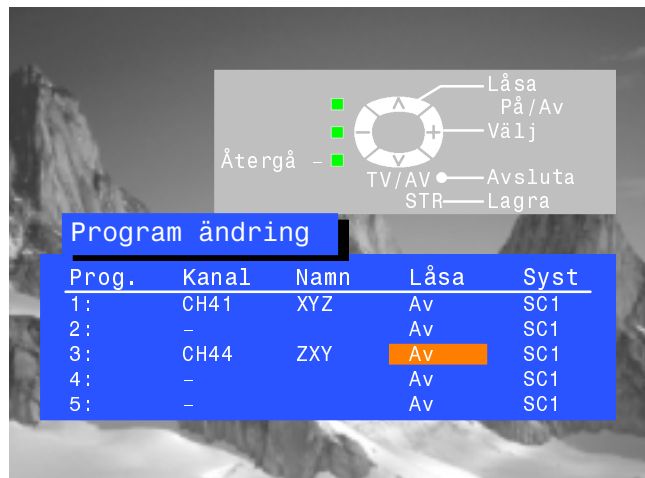 Låsa
På/Av
Välj
Återgå –
TV/AV Avsluta
STR Lagra
Program ändring
Prog. Kanal Namn Låsa Syst
1: CH41 XYZ Av SC1
2: – Av SC1
3: CH44 ZXY Av SC1
4: – Av SC1
5: – Av SC1